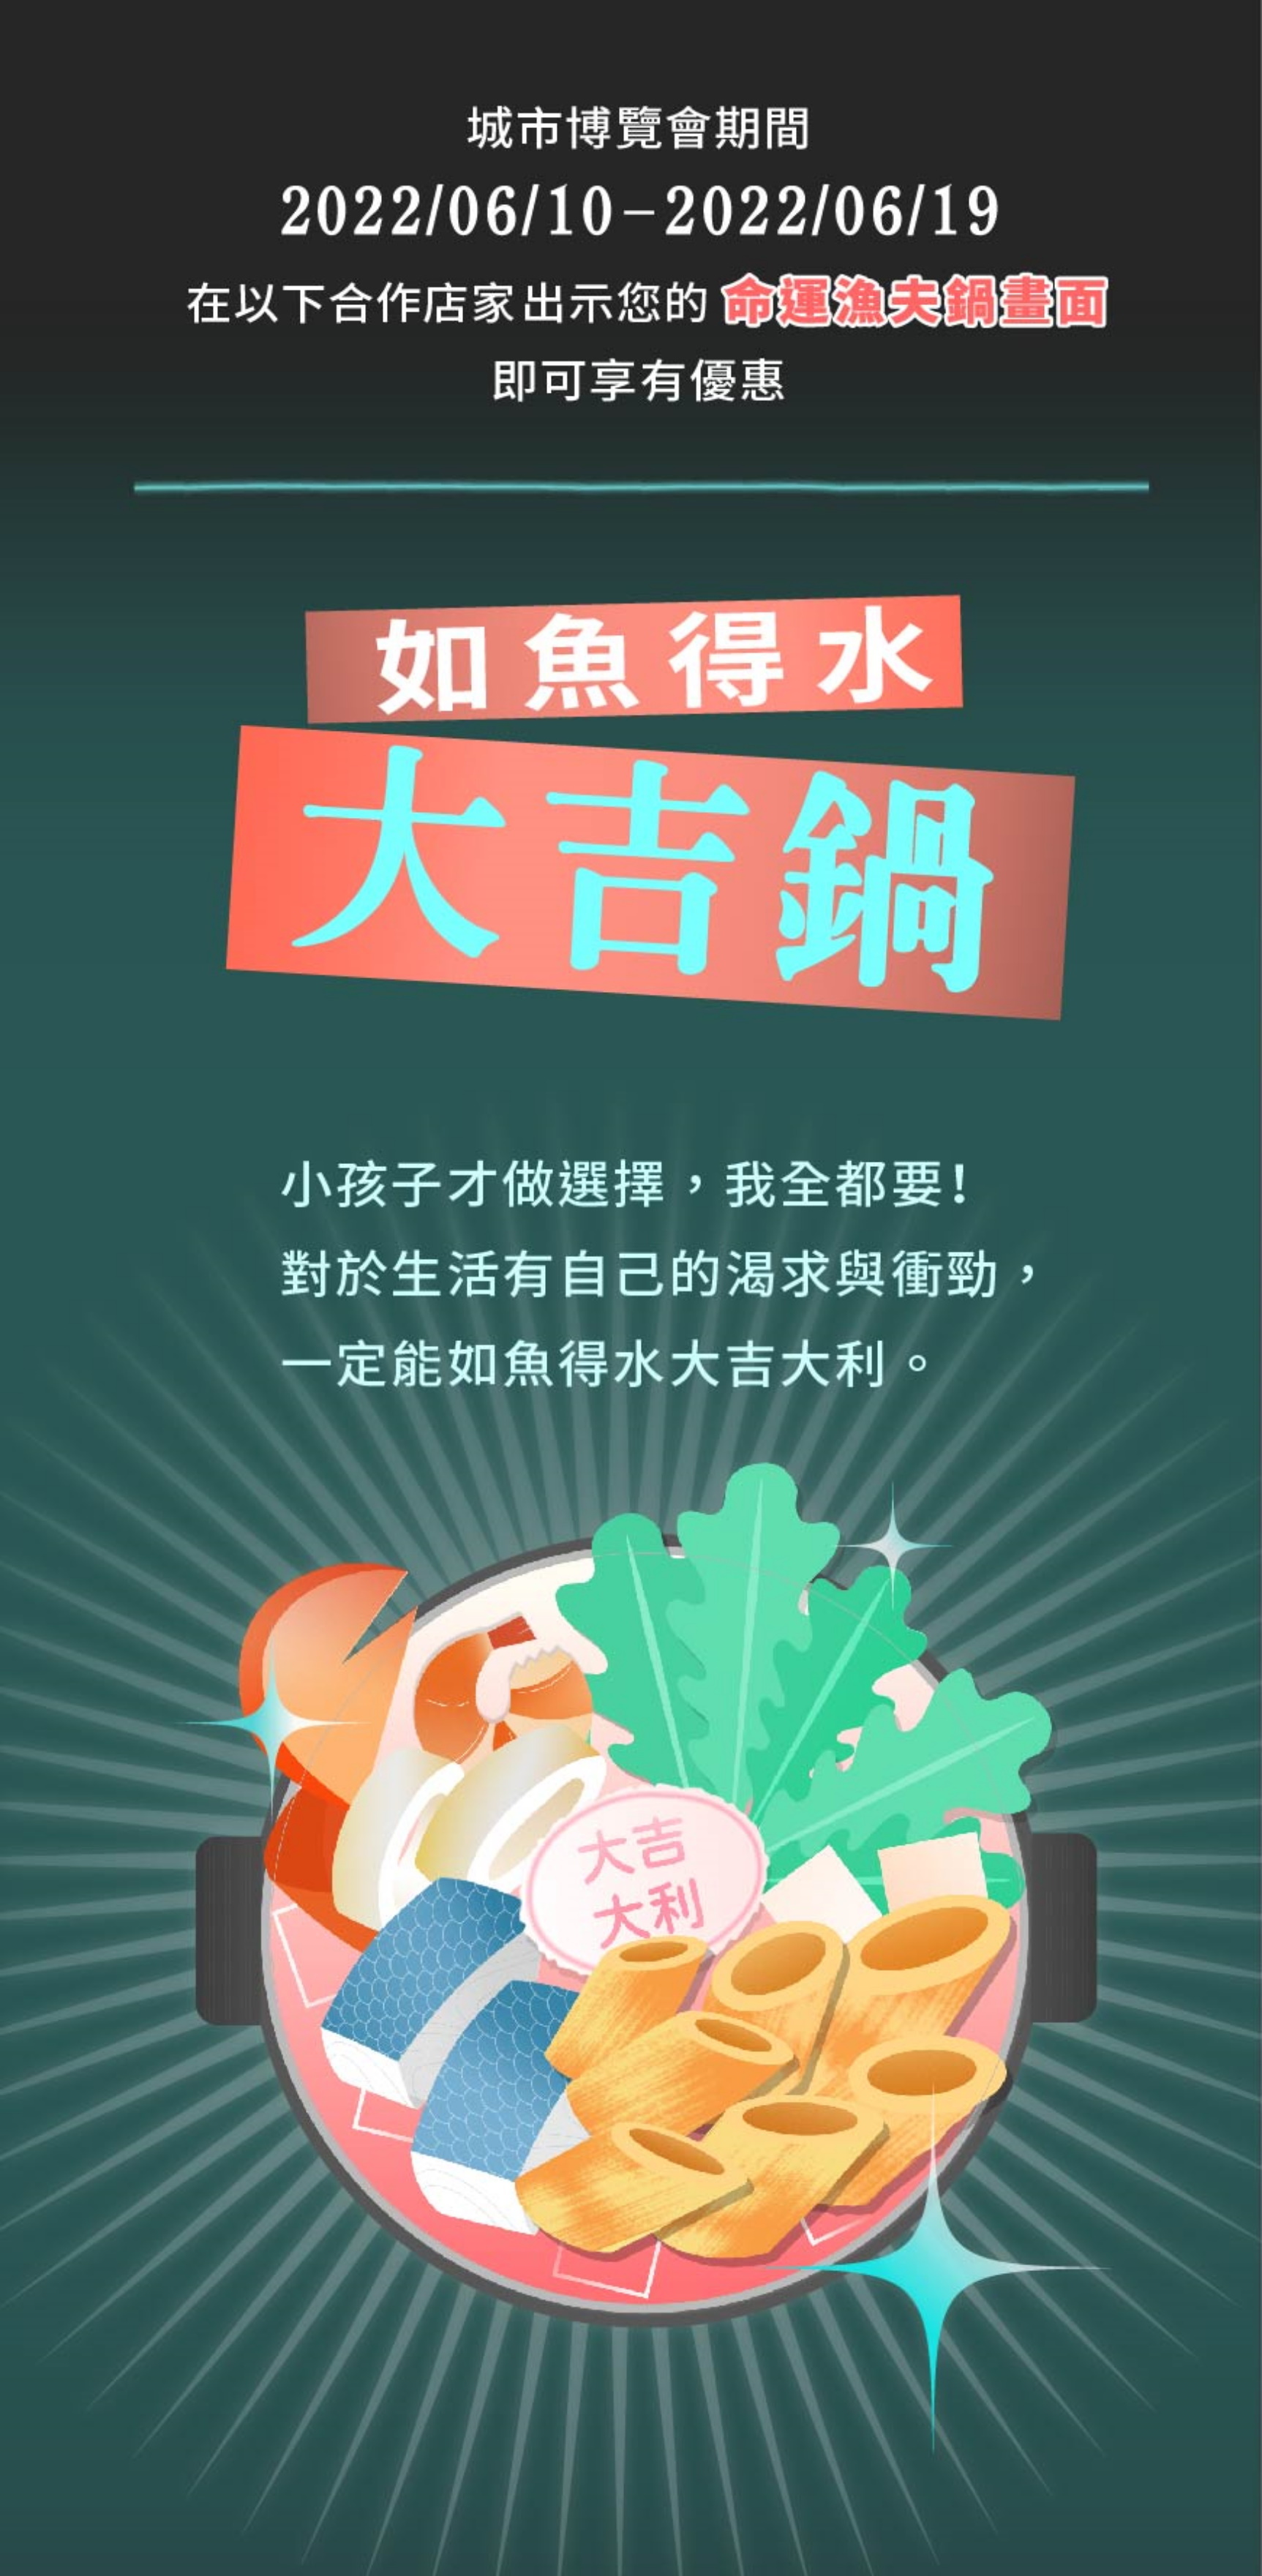 城市博覽會期間
2022/06/10–2022/06/19
在以下合作店家出示您的 命運漁夫鍋畫面
即可享有優惠
如魚得水
大吉鍋
小孩子才做選擇，我全都要！
對於生活有自己的渴求與衝勁，
一定能如魚得水大吉大利。
大吉
大利